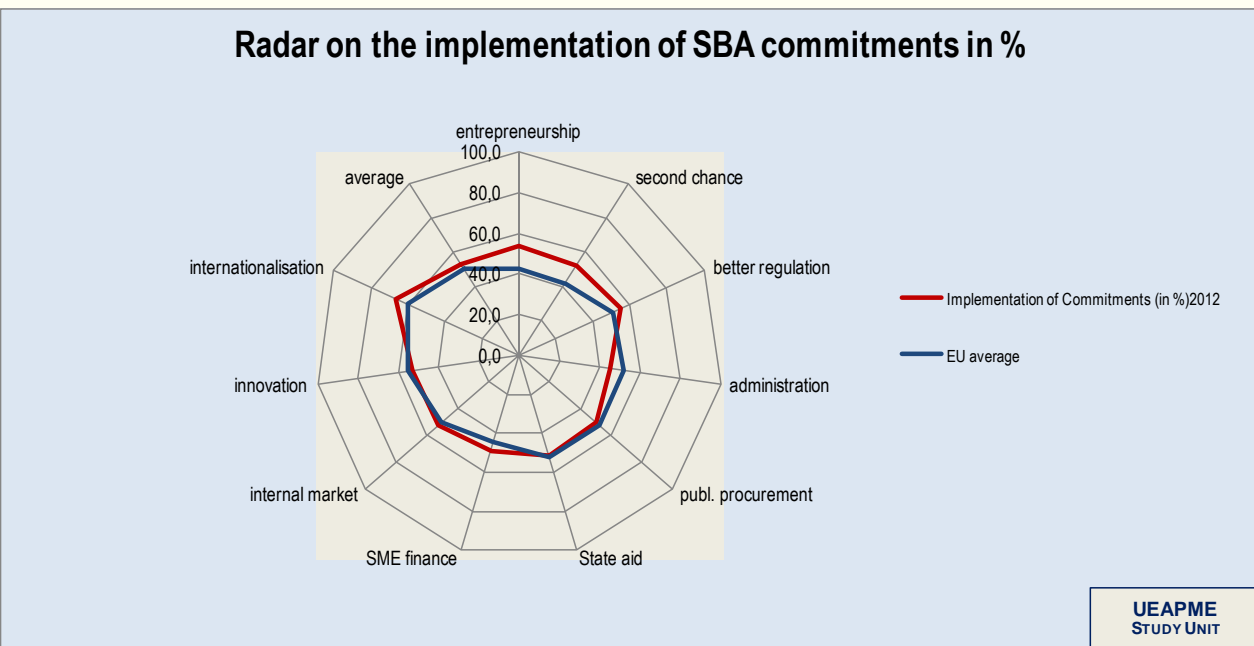 Radar on the implementation of SBA commitments in %
entrepreneurship
100,0
average
second chance
80,0
60,0
internationalisation
better regulation
40,0
20,0
0,0
innovation
administration
internal market
publ. procurement
SME finance
State aid
Implementation of Commitments (in %)2012
EU average
UEAPME
STUDY UNIT